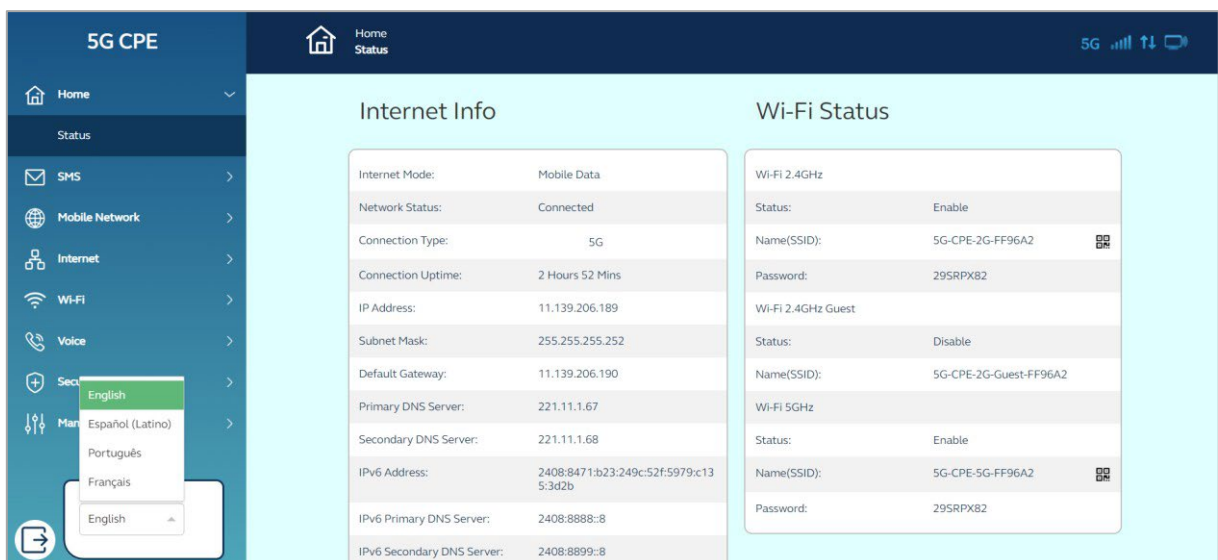 5G CPE
Home
Status
5G
Home
Status
SMS
Mobile Network
Internet
Wi-Fi
Voice
English
Español (Latino)
Português
Français
English
Internet Info
Internet Mode: Mobile Data
Network Status: Connected
Connection Type: 5G
Connection Uptime: 2 Hours 52 Mins
IP Address: 11.139.206.189
Subnet Mask: 255.255.255.252
Default Gateway: 11.139.206.190
Primary DNS Server: 221.11.1.67
Secondary DNS Server: 221.11.1.68
IPv6 Address: 2408:8471:b23:249c:52f:5979:c13
5:3d2b
IPv6 Primary DNS Server: 2408:8888::8
IPv6 Secondary DNS Server: 2408:8899::8
Wi-Fi Status
Wi-Fi 2.4GHz
Status: Enable
Name(SSID): 5G-CPE-2G-FF96A2
Password: 29SRPX82
Wi-Fi 2.4GHz Guest
Status: Disable
Name(SSID): 5G-CPE-2G-Guest-FF96A2
Wi-Fi 5GHz
Status: Enable
Name(SSID): 5G-CPE-5G-FF96A2
Password: 29SRPX82